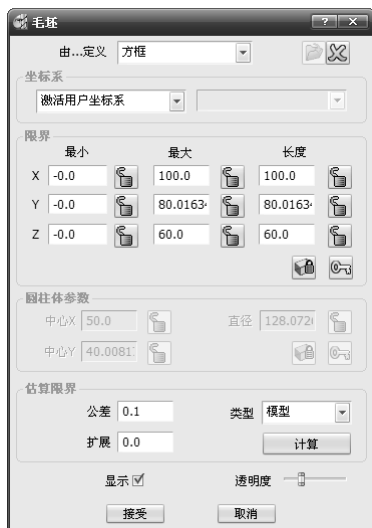 毛坯
由...定义 方框
坐标系
激活用户坐标系
限界
最小 最大 长度
X -0.0 100.0 100.0
Y -0.0 80.0163 80.0163
Z -0.0 60.0 60.0
圆柱体参数
中心X 50.0 直径 128.072
中心Y 40.0081
估算限界
公差 0.1 类型 模型
扩展 0.0 计算
显示 透明度
接受 取消